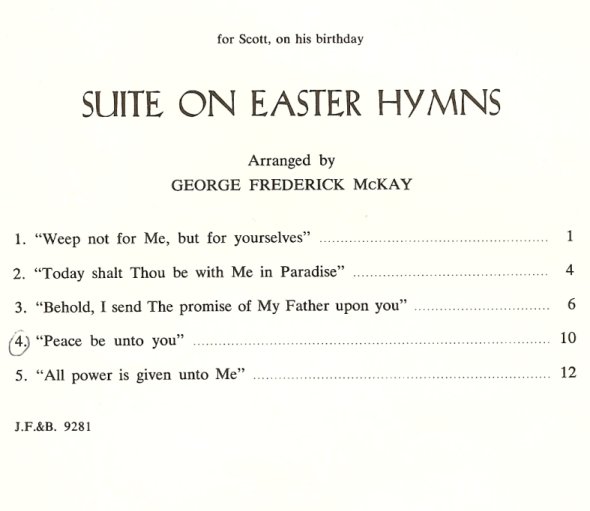 for Scott, on his birthday
SUITE ON EASTER HYMNS
Arranged by
GEORGE FREDERICK McKAY
1. “Weep not for Me, but for yourselves” ........................................ 1
2. “Today shalt Thou be with Me in Paradise” ........................................ 4
3. “Behold, I send The promise of My Father upon you” ........................................ 6
4. “Peace be unto you” ........................................ 10
5. “All power is given unto Me” ........................................ 12
J.F.&B. 9281